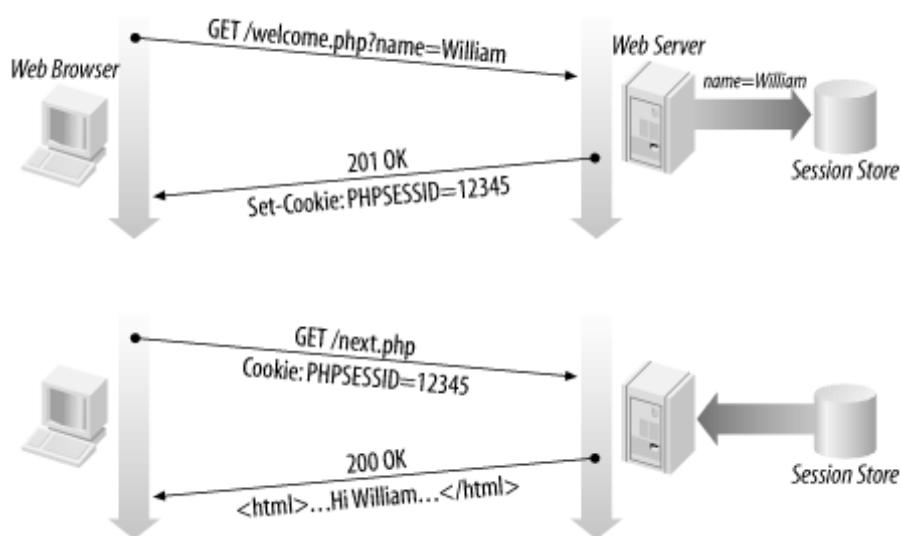 GET /welcome.php?name=William
Web Browser
Web Server
name=William
Session Store
201 OK
Set-Cookie: PHPSESSID=12345
GET /next.php
Cookie: PHPSESSID=12345
200 OK
<html>...Hi William...</html>
Session Store